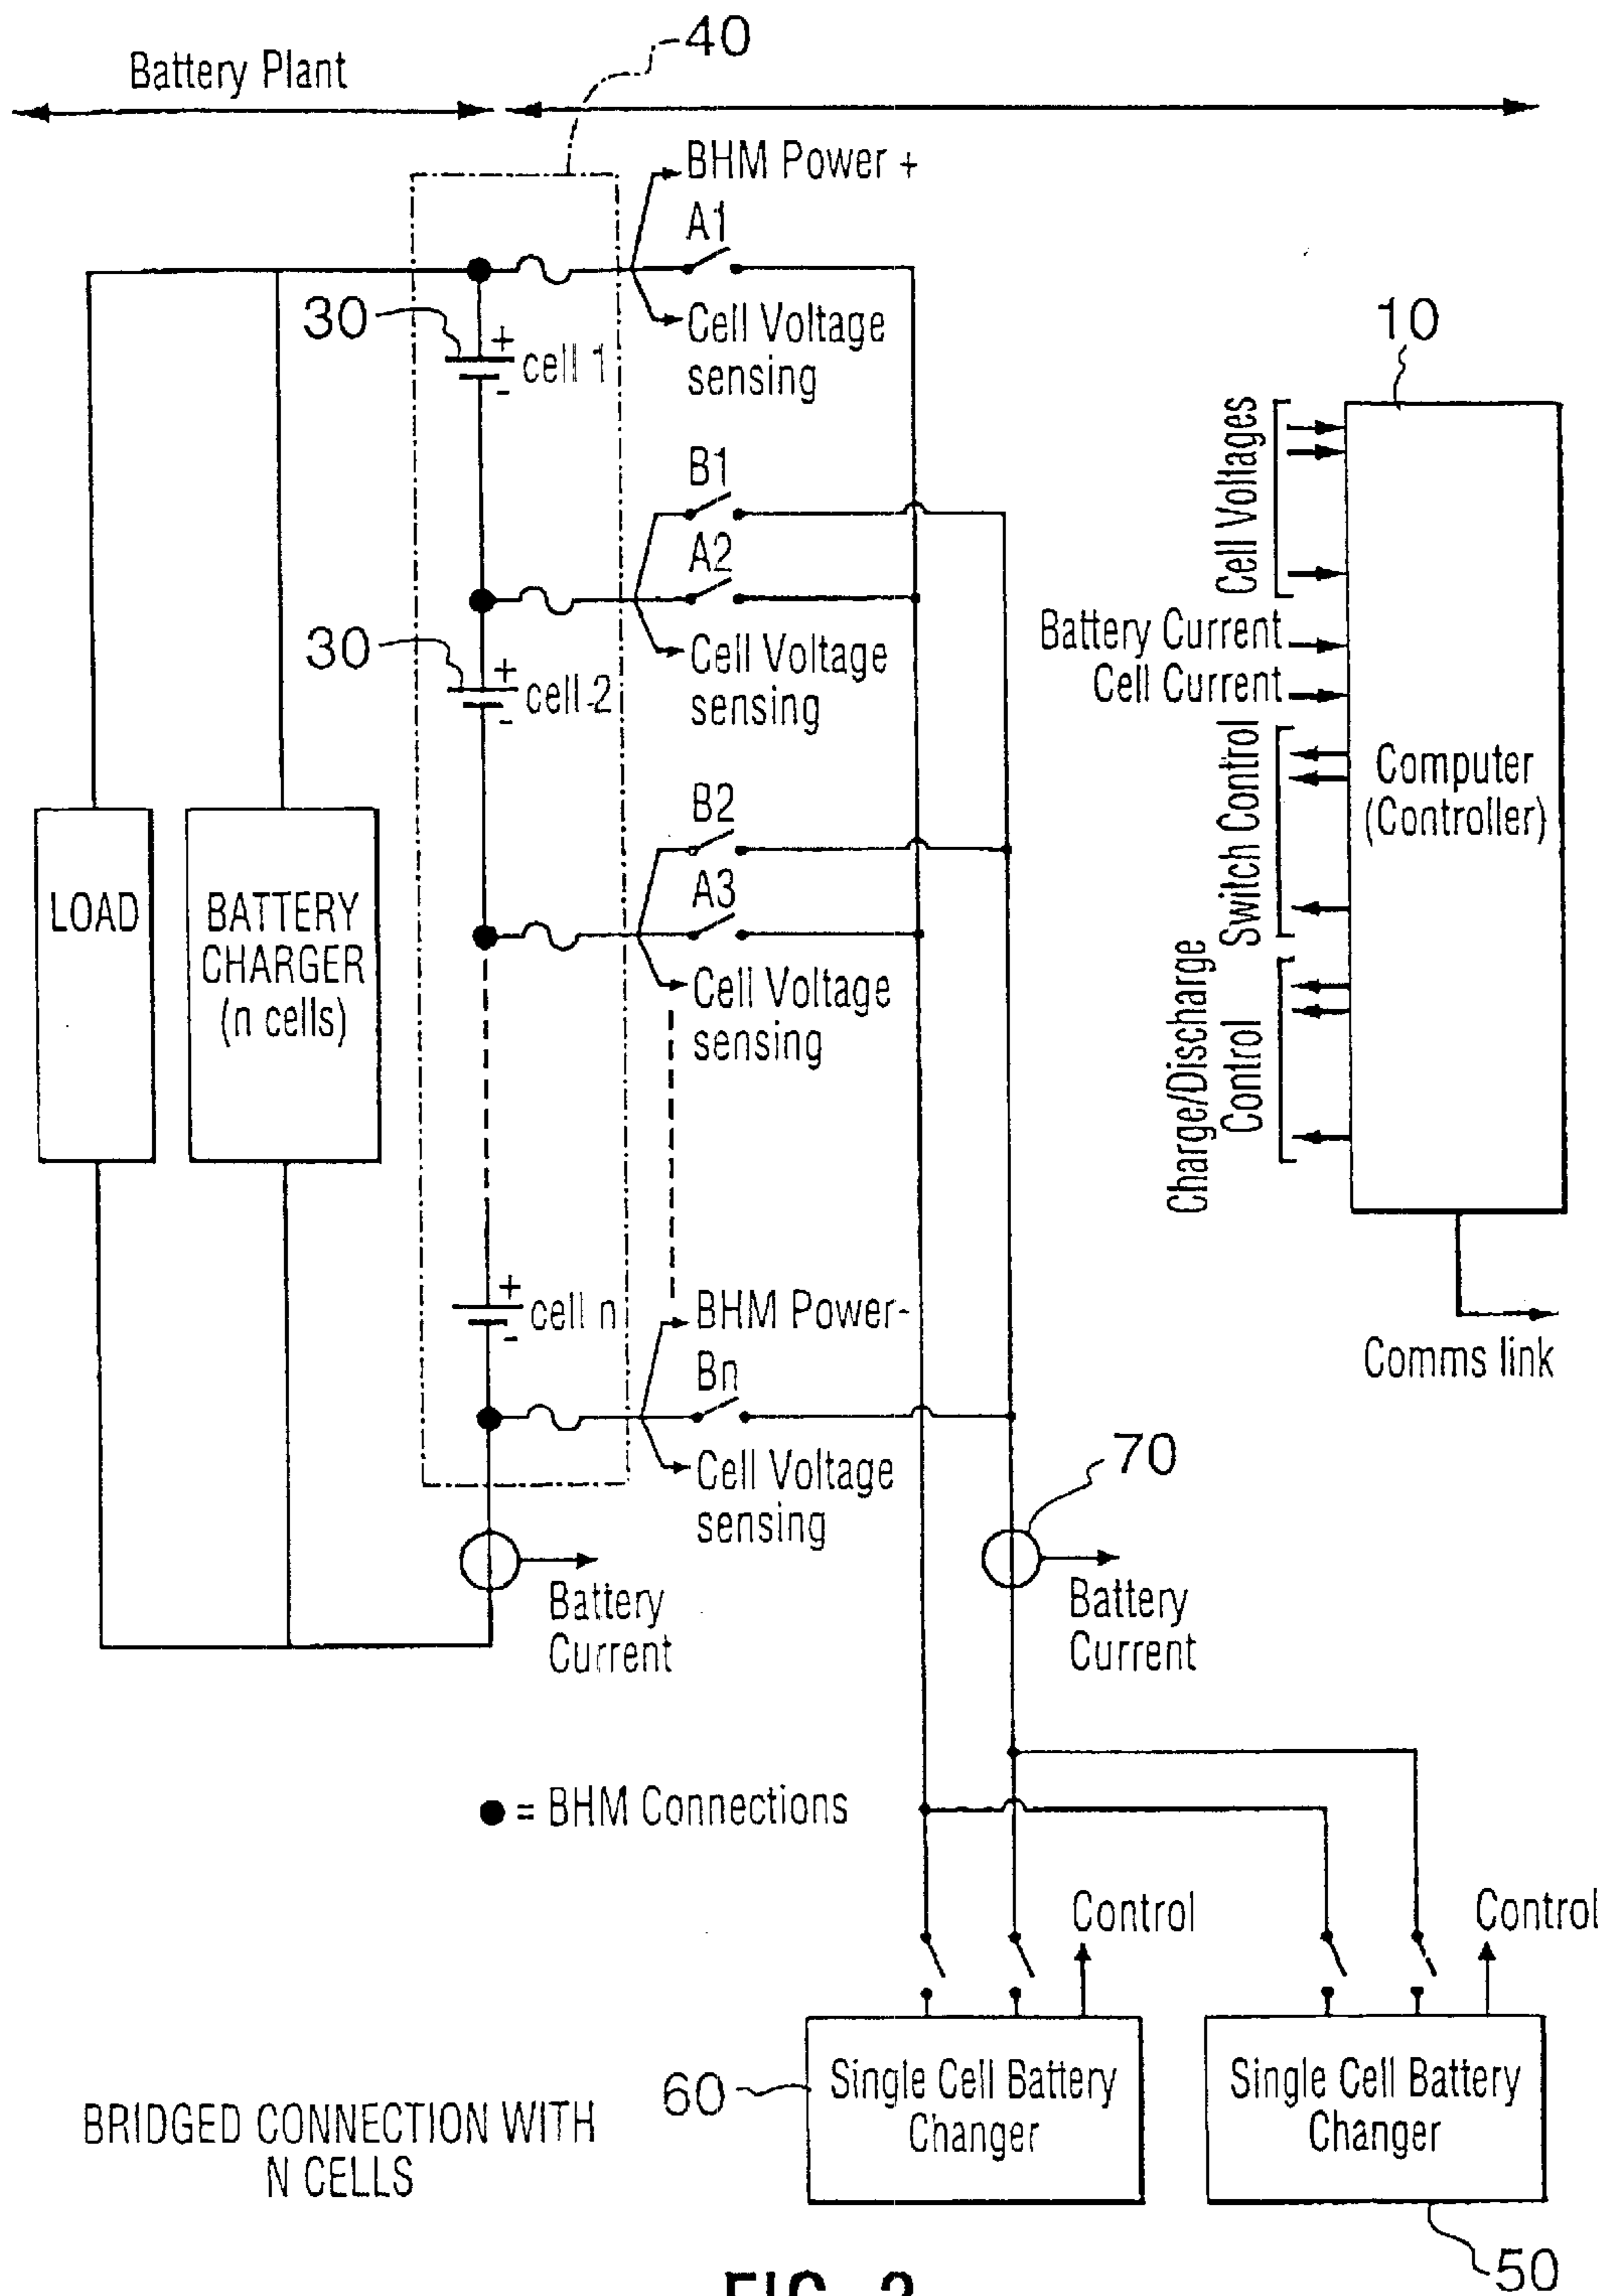 40
Battery Plant
BHM Power +
A1
30
+
cell 1
-
Cell Voltage
sensing
10
B1
A2
Cell Voltages
30
+
cell 2
-
Cell Voltage
sensing
Battery Current
Cell Current
B2
A3
Switch Control
Computer
(Controller)
LOAD
BATTERY
CHARGER
(n cells)
Cell Voltage
sensing
Charge/Discharge
Control
+
cell n
-
BHM Power-
Bn
Comms link
Cell Voltage
sensing
70
Battery
Current
Battery
Current
● = BHM Connections
Control
Control
60
Single Cell Battery
Changer
Single Cell Battery
Changer
BRIDGED CONNECTION WITH
N CELLS
50